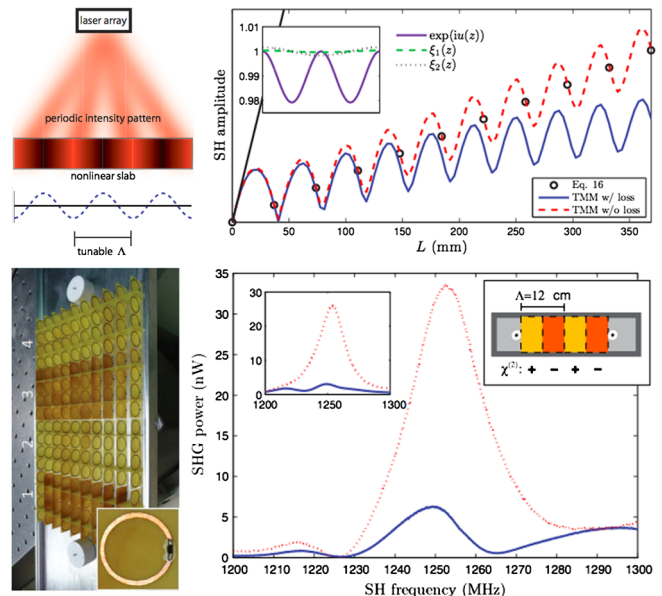 laser array
periodic intensity pattern
nonlinear slab
tunable Λ
SH amplitude
1.01
1
0.99
0.98
exp(iu(z))
ξ₁(z)
ξ₂(z)
Eq. 16
TMM w/ loss
TMM w/o loss
0 50 100 150 200 250 300 350
L (mm)
4
3
2
1
SHG power (nW)
35
30
25
20
15
10
5
0
30
20
10
0
1200 1250 1300
Λ=12 cm
χ⁽²⁾: + - + -
1200 1210 1220 1230 1240 1250 1260 1270 1280 1290 1300
SH frequency (MHz)